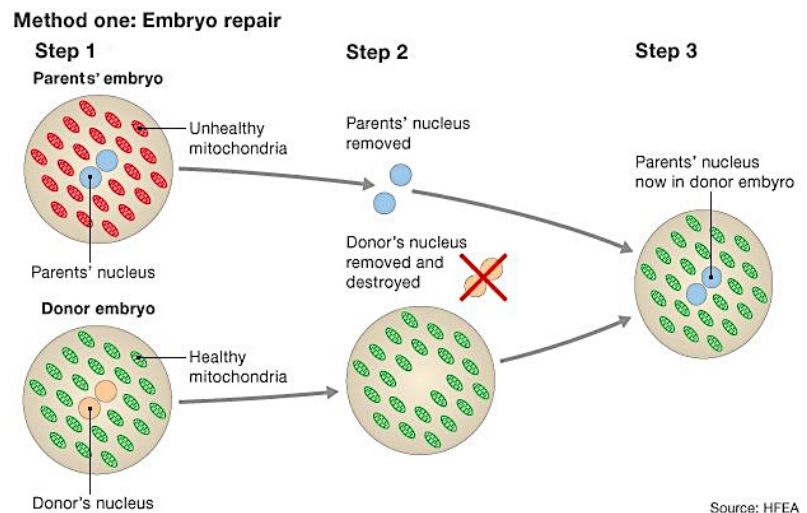 Method one: Embryo repair
Step 1
Parents' embryo
Unhealthy
mitochondria
Parents' nucleus
Donor embryo
Healthy
mitochondria
Donor's nucleus
Step 2
Parents' nucleus
removed
Donor's nucleus
removed and
destroyed
Step 3
Parents' nucleus
now in donor embyro
Source: HFEA